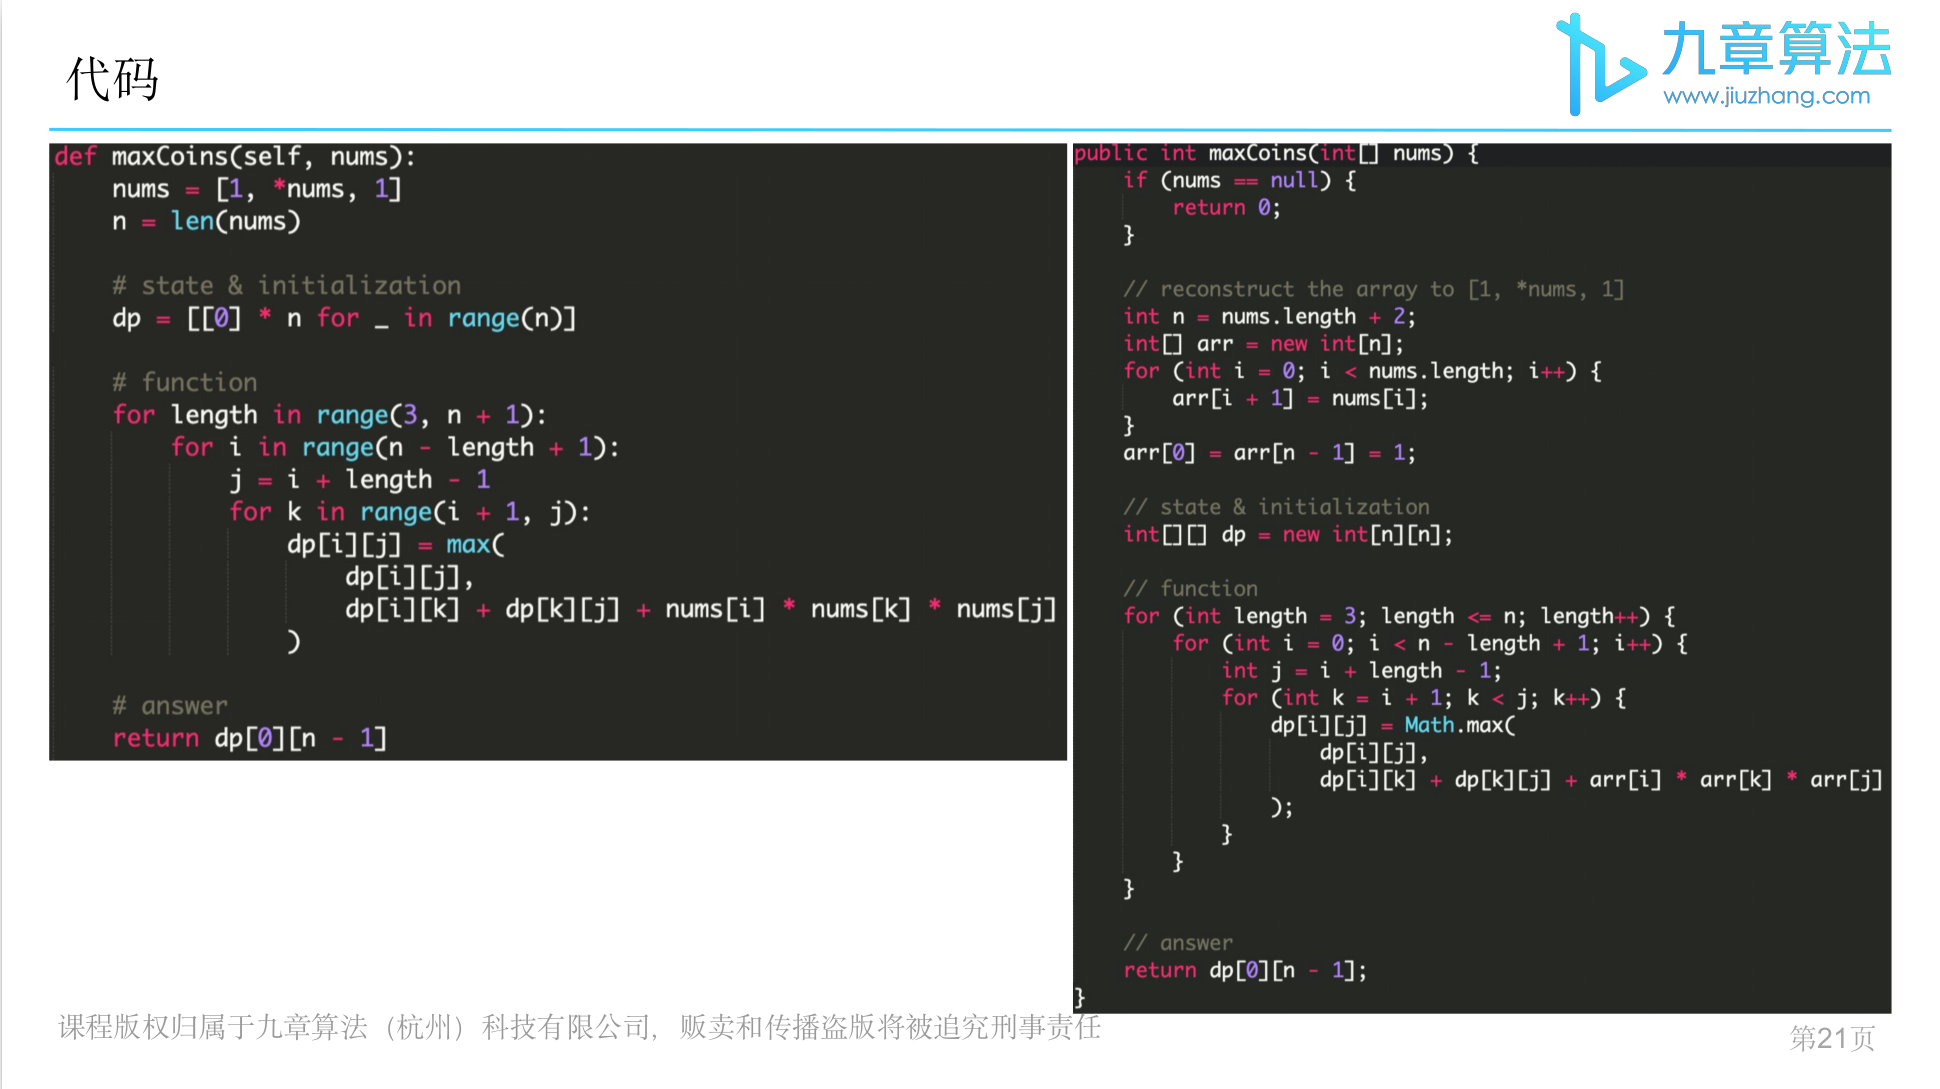 代码
九章算法
www.jiuzhang.com
def maxCoins(self, nums):
    nums = [1, *nums, 1]
    n = len(nums)

    # state & initialization
    dp = [[0] * n for _ in range(n)]

    # function
    for length in range(3, n + 1):
        for i in range(n - length + 1):
            j = i + length - 1
            for k in range(i + 1, j):
                dp[i][j] = max(
                    dp[i][j],
                    dp[i][k] + dp[k][j] + nums[i] * nums[k] * nums[j]
                )

    # answer
    return dp[0][n - 1]
public int maxCoins(int[] nums) {
    if (nums == null) {
        return 0;
    }

    // reconstruct the array to [1, *nums, 1]
    int n = nums.length + 2;
    int[] arr = new int[n];
    for (int i = 0; i < nums.length; i++) {
        arr[i + 1] = nums[i];
    }
    arr[0] = arr[n - 1] = 1;

    // state & initialization
    int[][] dp = new int[n][n];

    // function
    for (int length = 3; length <= n; length++) {
        for (int i = 0; i < n - length + 1; i++) {
            int j = i + length - 1;
            for (int k = i + 1; k < j; k++) {
                dp[i][j] = Math.max(
                    dp[i][j],
                    dp[i][k] + dp[k][j] + arr[i] * arr[k] * arr[j]
                );
            }
        }
    }

    // answer
    return dp[0][n - 1];
}
课程版权归属于九章算法（杭州）科技有限公司，贩卖和传播盗版将被追究刑事责任
第21页